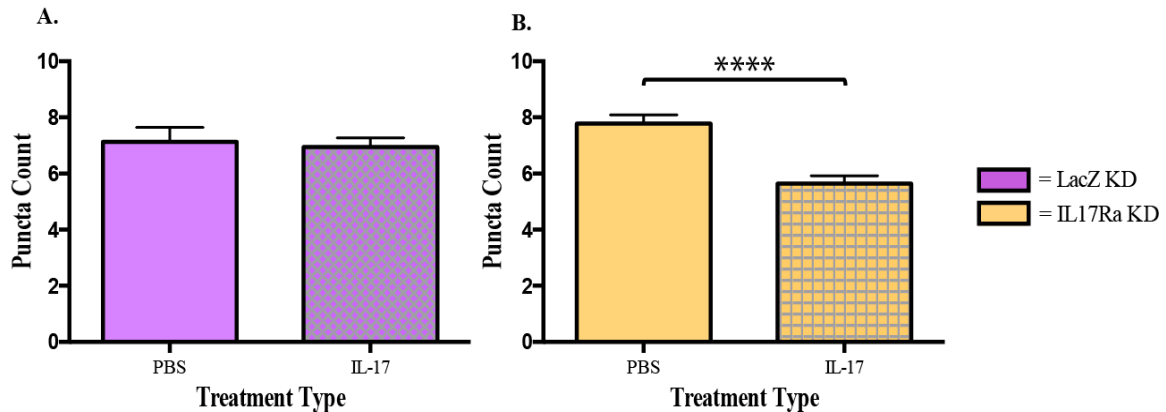 A.
10
8
6
4
2
0
Puncta Count
PBS
IL-17
Treatment Type
B.
****
10
8
6
4
2
0
Puncta Count
PBS
IL-17
Treatment Type
= LacZ KD
= IL17Ra KD